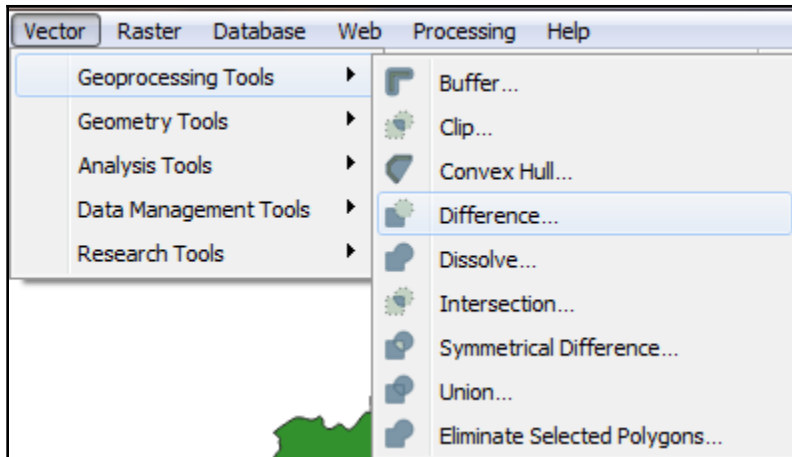 Vector Raster Database Web Processing Help
Geoprocessing Tools
Geometry Tools
Analysis Tools
Data Management Tools
Research Tools
Buffer...
Clip...
Convex Hull...
Difference...
Dissolve...
Intersection...
Symmetrical Difference...
Union...
Eliminate Selected Polygons...